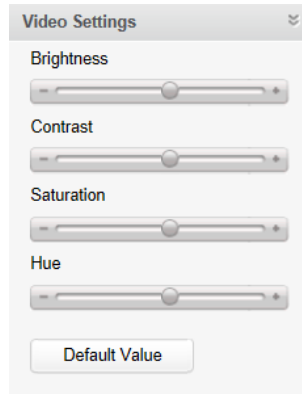 Video Settings
Brightness
Contrast
Saturation
Hue
Default Value